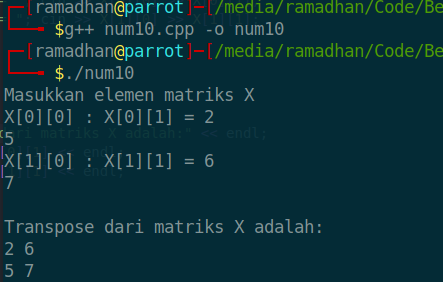 [ramadhan@parrot]─[/media/ramadhan/Code/Be
$g++ num10.cpp -o num10
[ramadhan@parrot]─[/media/ramadhan/Code/Be
$./num10
Masukkan elemen matriks X
X[0][0] : X[0][1] = 2
5
X[1][0] : X[1][1] = 6
7
Transpose dari matriks X adalah:
2 6
5 7